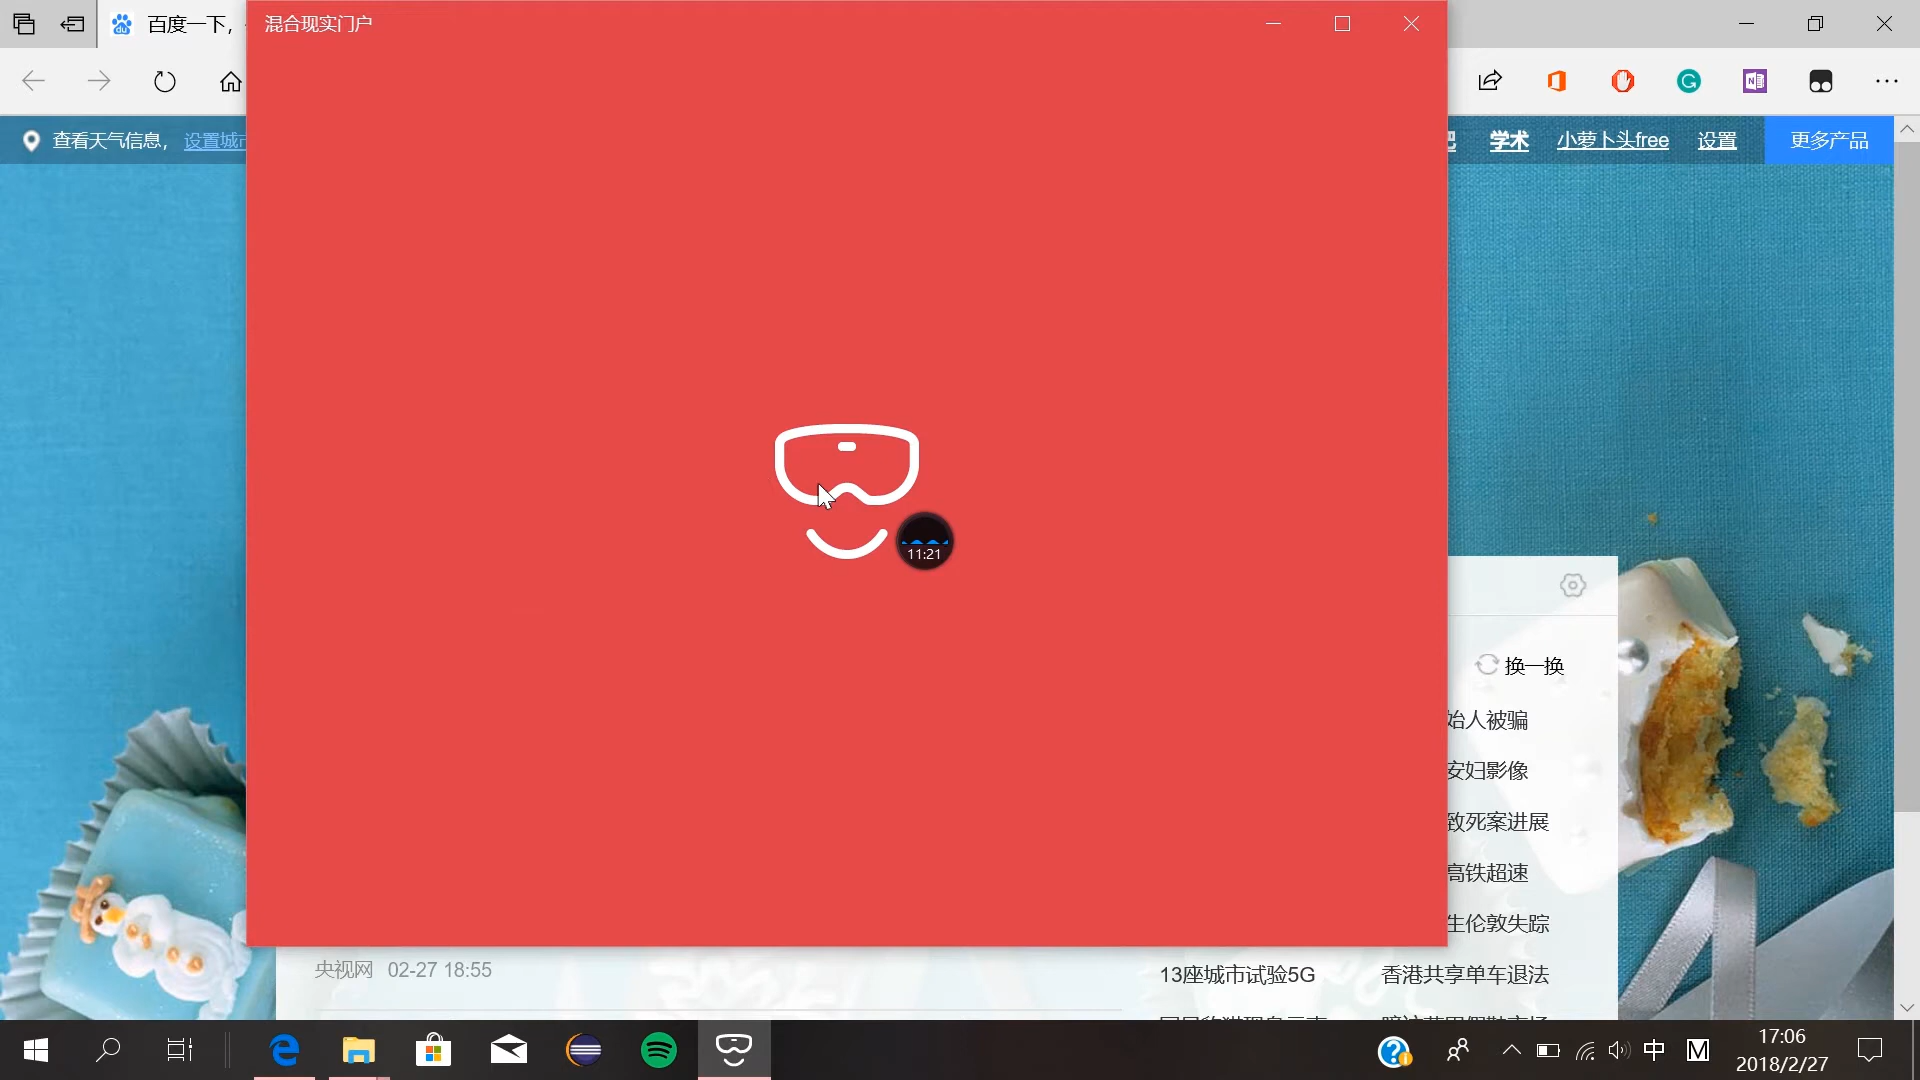 百度一下，
混合现实门户
查看天气信息，
设置城市
学术
小萝卜头free
设置
更多产品
11:21
换一换
始人被骗
安妇影像
致死案进展
高铁超速
生伦敦失踪
央视网 02-27 18:55
13座城市试验5G
香港共享单车退法
中
M
17:06
2018/2/27